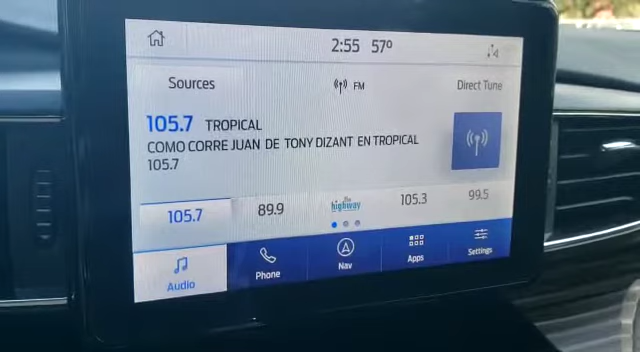 2:55 57º
Sources
FM
Direct Tune
105.7 TROPICAL
COMO CORRE JUAN DE TONY DIZANT EN TROPICAL
105.7
105.7
89.9
the highway
105.3
99.5
Audio
Phone
Nav
Apps
Settings